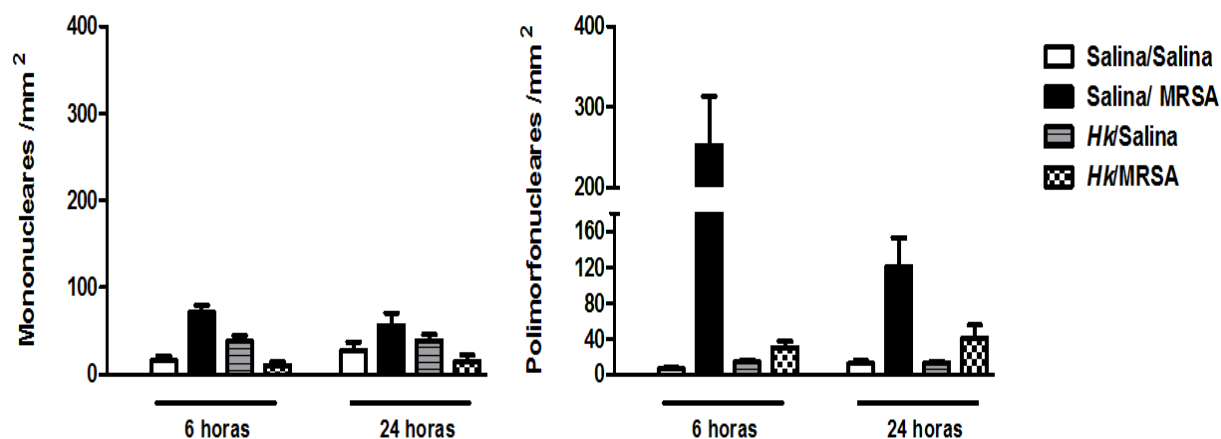 Mononucleares /mm 2
400
300
200
100
0
6 horas
24 horas
Polimorfonucleares /mm 2
400
300
200
160
120
80
40
0
6 horas
24 horas
Salina/Salina
Salina/ MRSA
Hk/Salina
Hk/MRSA